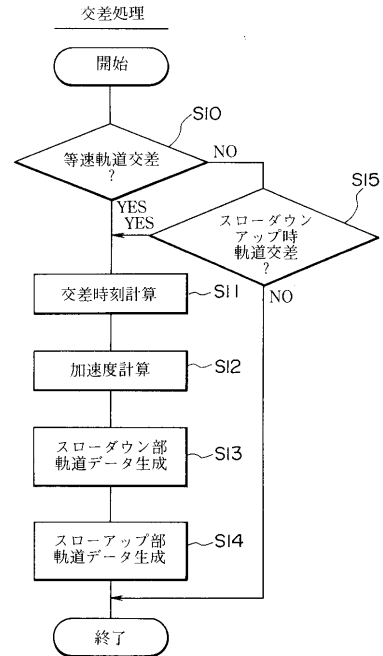 交差処理
開始
S10
等速軌道交差
?
NO
S15
YES
YES
スローダウン
アップ時
軌道交差
?
NO
交差時刻計算
S11
加速度計算
S12
スローダウン部
軌道データ生成
S13
スローアップ部
軌道データ生成
S14
終了